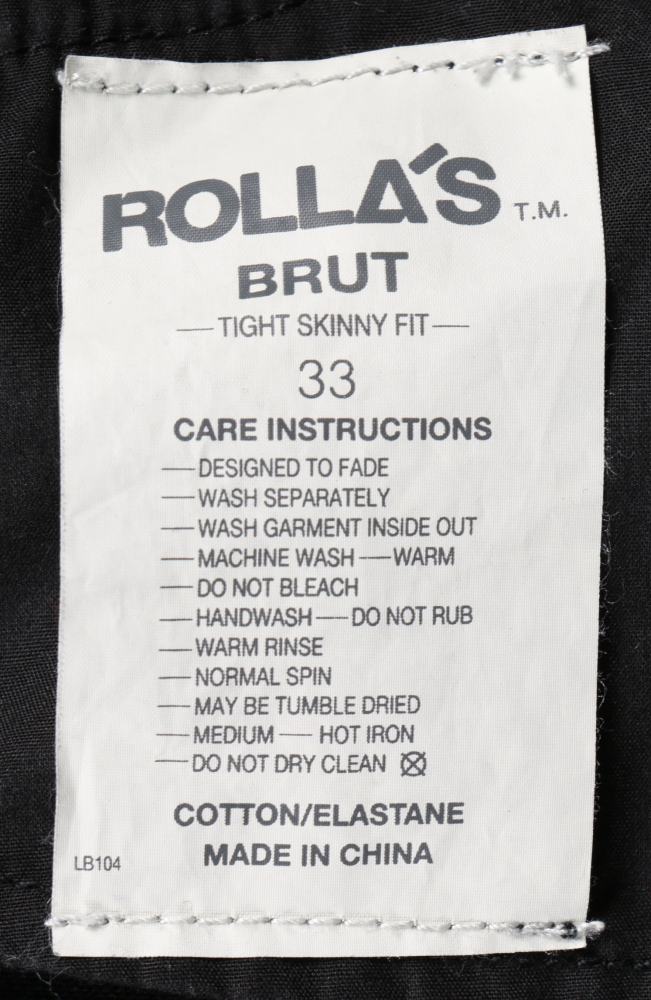 ROLLA'S T.M.
BRUT
—TIGHT SKINNY FIT—
33
CARE INSTRUCTIONS
—DESIGNED TO FADE
—WASH SEPARATELY
—WASH GARMENT INSIDE OUT
—MACHINE WASH—WARM
—DO NOT BLEACH
—HANDWASH—DO NOT RUB
—WARM RINSE
—NORMAL SPIN
—MAY BE TUMBLE DRIED
—MEDIUM—HOT IRON
—DO NOT DRY CLEAN
COTTON/ELASTANE
MADE IN CHINA
LB104